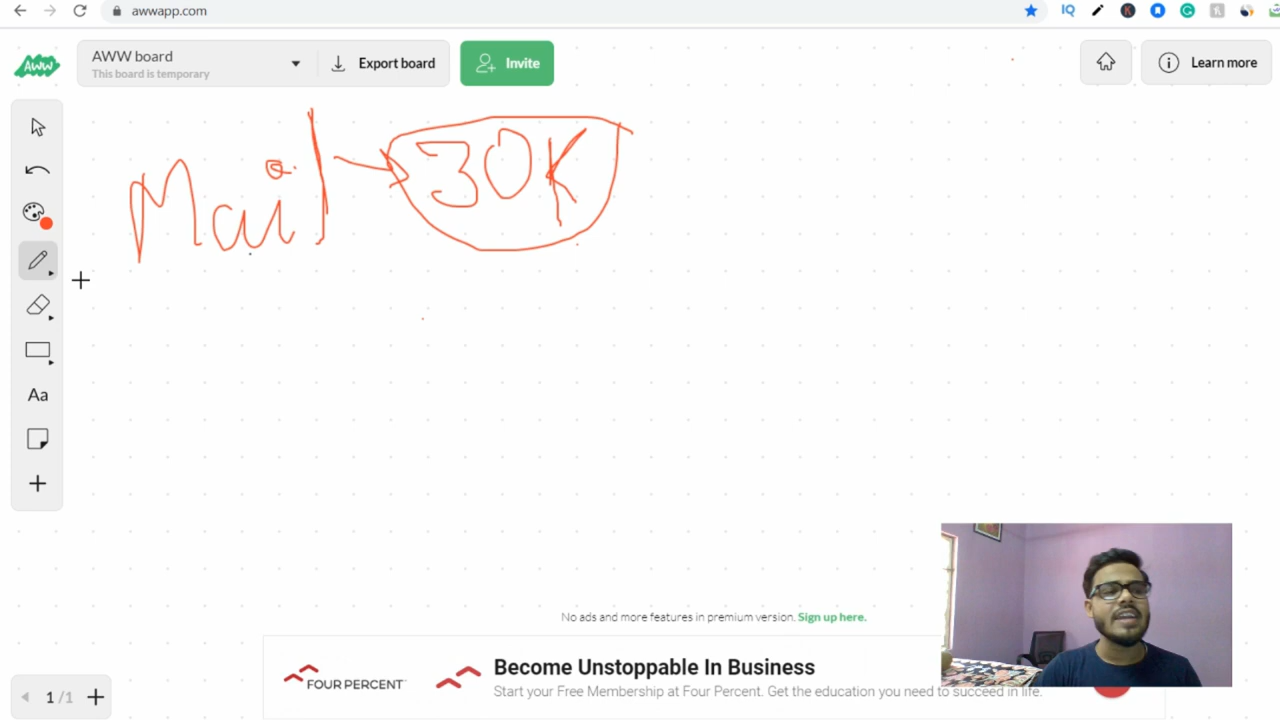 awwapp.com
AWW
AWW board
This board is temporary
Export board
Invite
Learn more
Mail
30K
Aa
No ads and more features in premium version. Sign up here.
FOUR PERCENT
Become Unstoppable In Business
Start your Free Membership at Four Percent. Get the education you need to succeed in life.
1/1